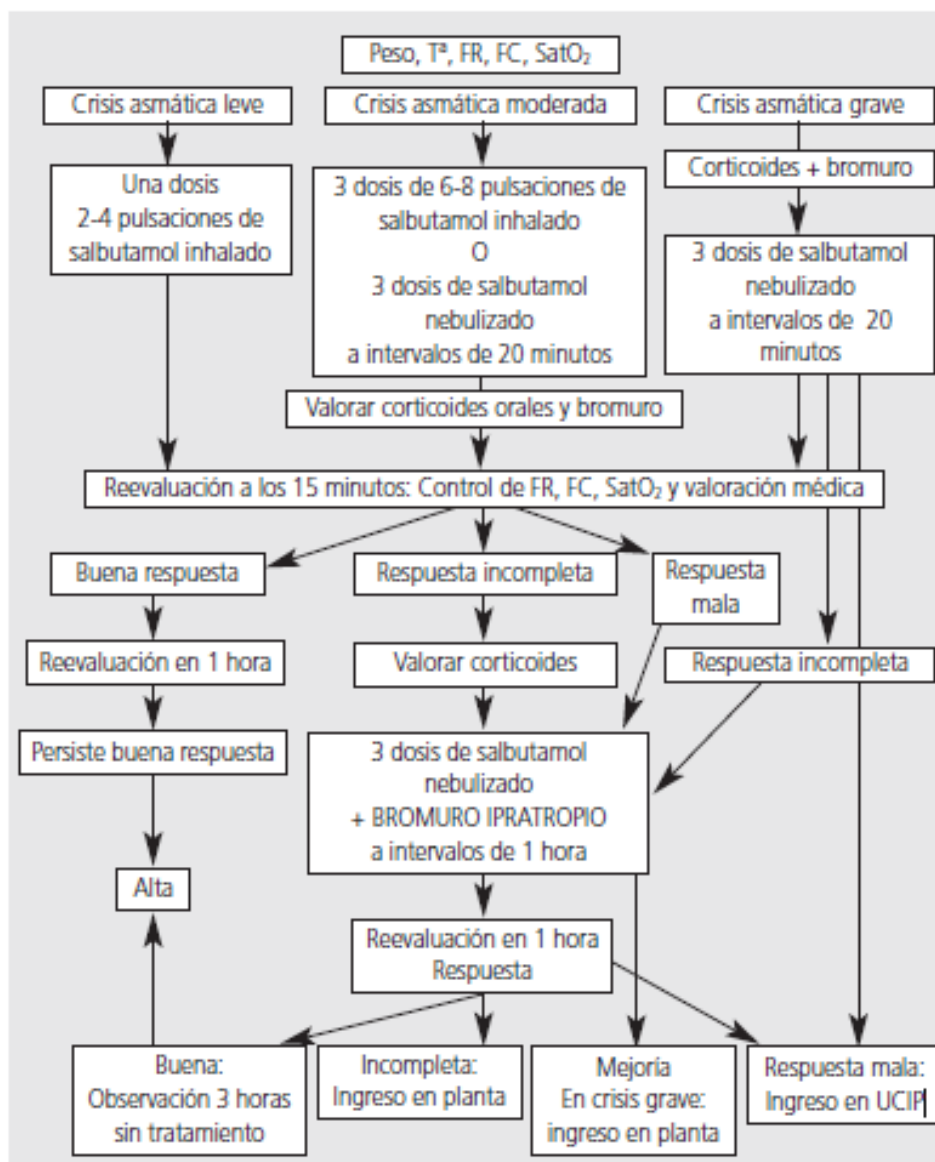 Peso, Tª, FR, FC, SatO₂
Crisis asmática leve
Crisis asmática moderada
Crisis asmática grave
Una dosis
2-4 pulsaciones de
salbutamol inhalado
3 dosis de 6-8 pulsaciones de
salbutamol inhalado
O
3 dosis de salbutamol
nebulizado
a intervalos de 20 minutos
Corticoides + bromuro
3 dosis de salbutamol
nebulizado
a intervalos de 20
minutos
Valorar corticoides orales y bromuro
Reevaluación a los 15 minutos: Control de FR, FC, SatO₂ y valoración médica
Buena respuesta
Respuesta incompleta
Respuesta
mala
Reevaluación en 1 hora
Valorar corticoides
Respuesta incompleta
Persiste buena respuesta
3 dosis de salbutamol
nebulizado
+ BROMURO IPRATROPIO
a intervalos de 1 hora
Alta
Reevaluación en 1 hora
Respuesta
Buena:
Observación 3 horas
sin tratamiento
Incompleta:
Ingreso en planta
Mejoría
En crisis grave:
ingreso en planta
Respuesta mala:
Ingreso en UCIP